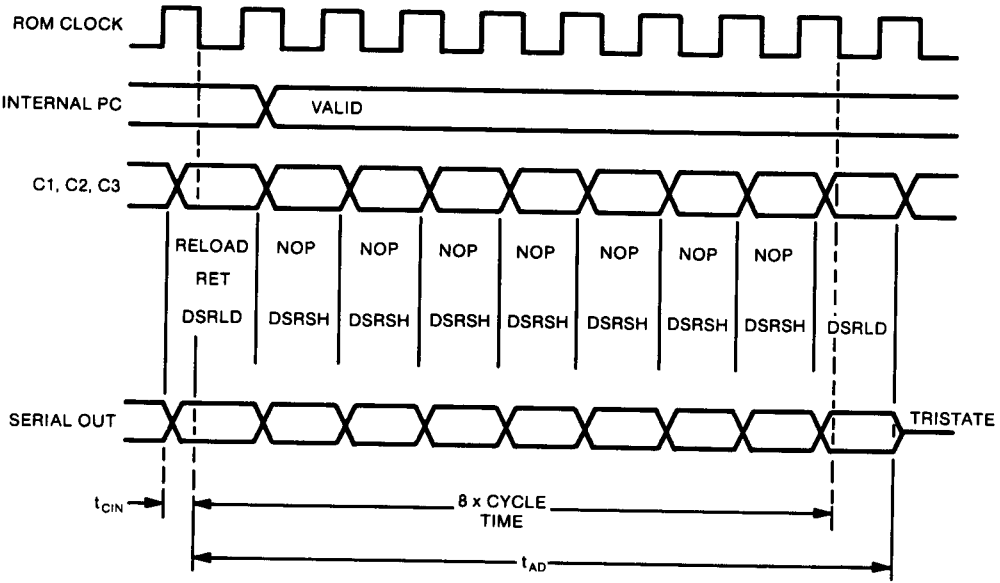 ROM CLOCK
INTERNAL PC
VALID
C1, C2, C3
RELOAD NOP NOP NOP NOP NOP NOP NOP
RET
DSRLD DSRSH DSRSH DSRSH DSRSH DSRSH DSRSH DSRSH DSRLD
SERIAL OUT
TRISTATE
tCIN
8 x CYCLE
TIME
tAD